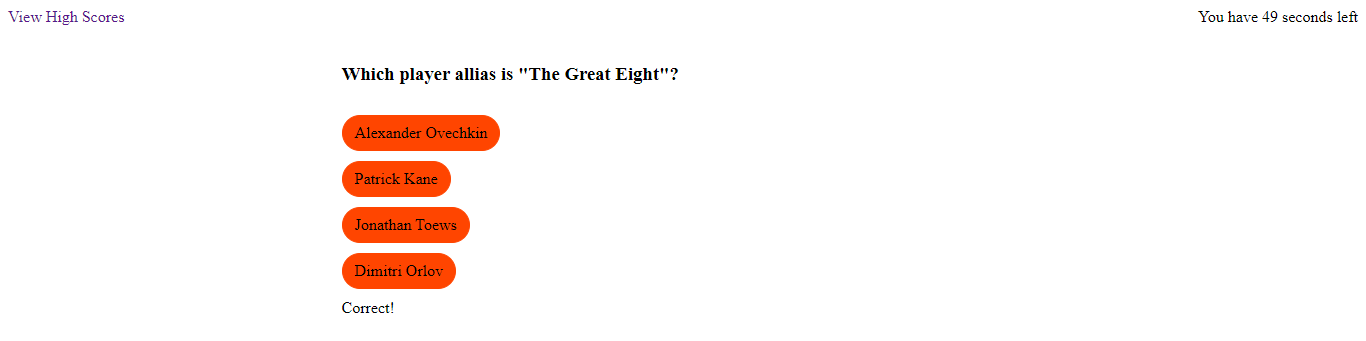 View High Scores
You have 49 seconds left
Which player allias is "The Great Eight"?
Alexander Ovechkin
Patrick Kane
Jonathan Toews
Dimitri Orlov
Correct!